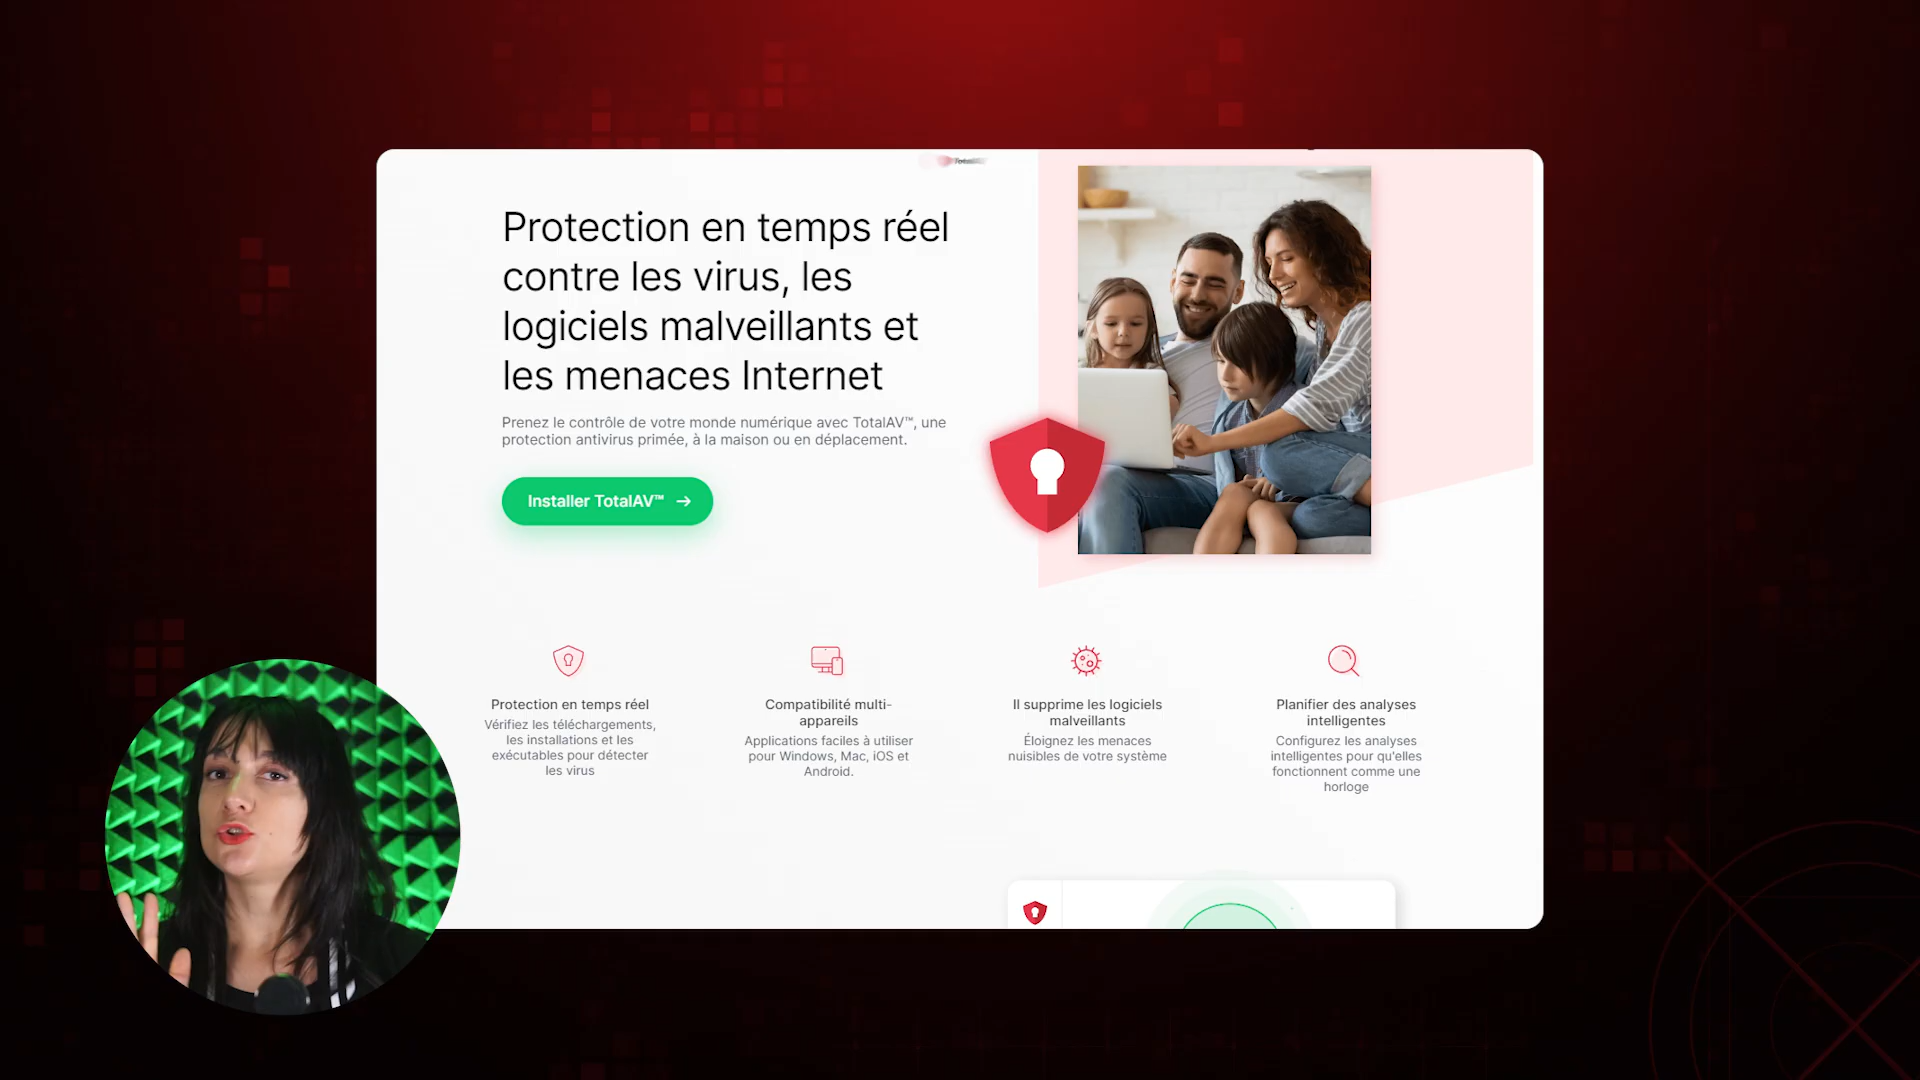 Protection en temps réel
contre les virus, les
logiciels malveillants et
les menaces Internet
Prenez le contrôle de votre monde numérique avec TotalAV™, une
protection antivirus primée, à la maison ou en déplacement.
Installer TotalAV™ →
Protection en temps réel
Vérifiez les téléchargements,
les installations et les
exécutables pour détecter
les virus
Compatibilité multi-
appareils
Applications faciles à utiliser
pour Windows, Mac, iOS et
Android.
Il supprime les logiciels
malveillants
Éloignez les menaces
nuisibles de votre système
Planifier des analyses
intelligentes
Configurez les analyses
intelligentes pour qu'elles
fonctionnent comme une
horloge